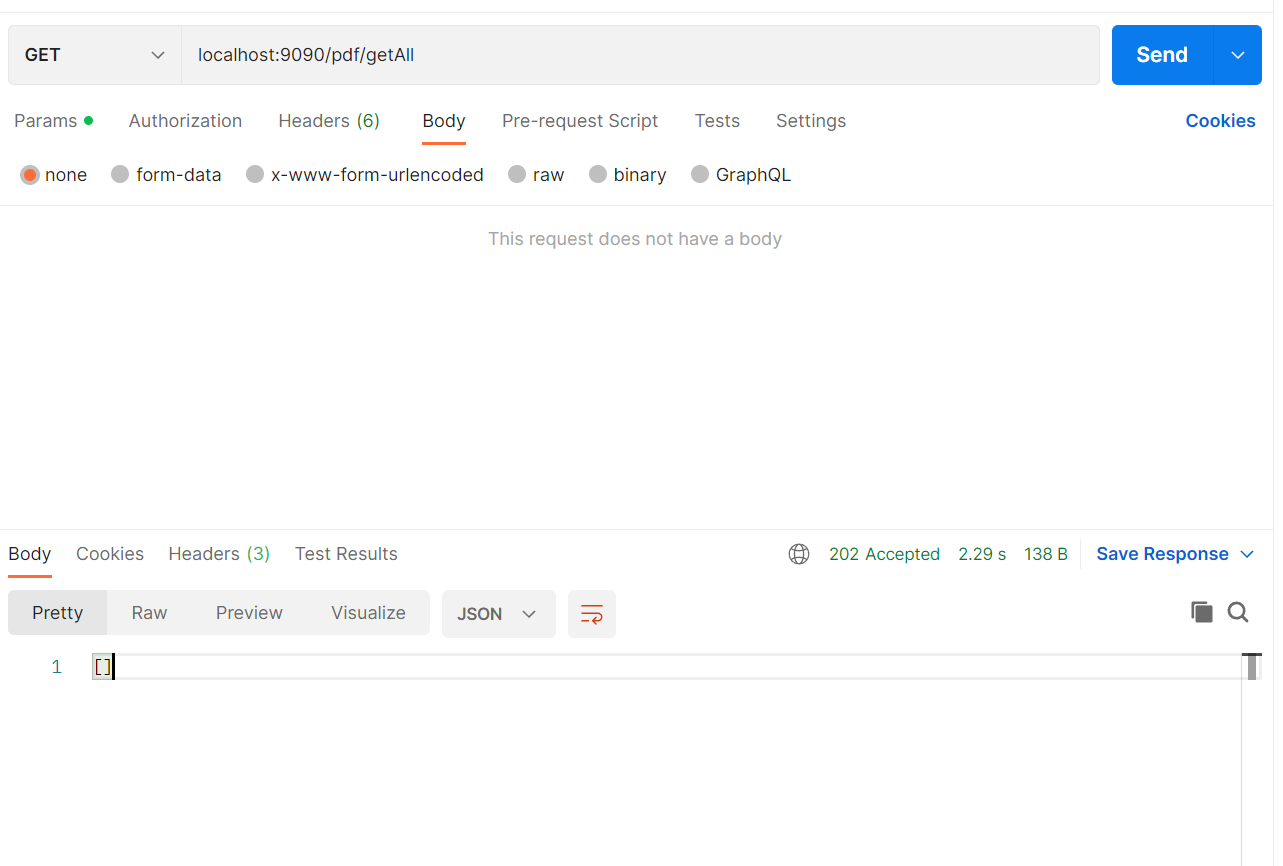 GET localhost:9090/pdf/getAll Send
Params Authorization Headers (6) Body Pre-request Script Tests Settings Cookies
none form-data x-www-form-urlencoded raw binary GraphQL
This request does not have a body
Body Cookies Headers (3) Test Results 202 Accepted 2.29 s 138 B Save Response
Pretty Raw Preview Visualize JSON
1 []